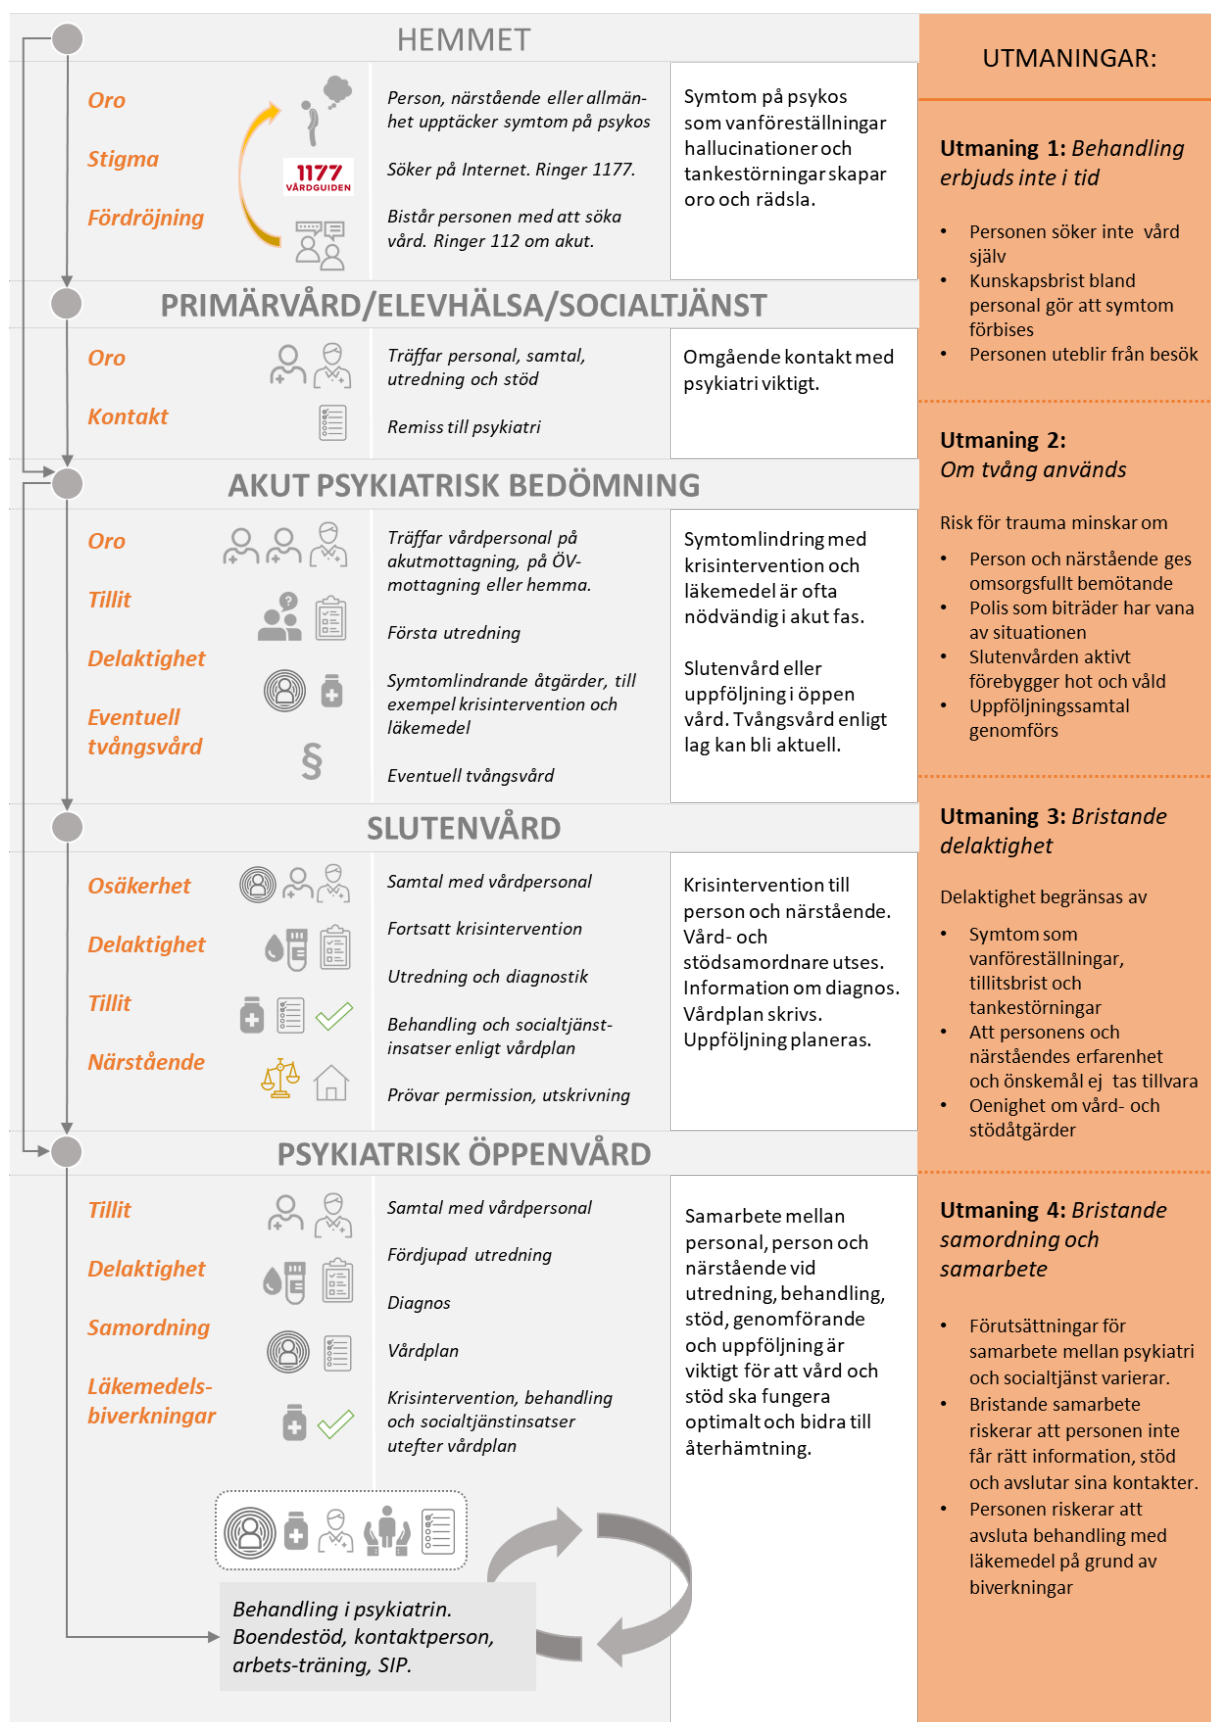 HEMMET
Oro
Stigma
Fördröjning
1177
VÅRDGUIDEN
Person, närstående eller allmän-
het upptäcker symtom på psykos
Söker på Internet. Ringer 1177.
Bistår personen med att söka
vård. Ringer 112 om akut.
Symtom på psykos
som vanföreställningar
hallucinationer och
tankestörningar skapar
oro och rädsla.
PRIMÄRVÅRD/ELEVHÄLSA/SOCIALTJÄNST
Oro
Kontakt
Träffar personal, samtal,
utredning och stöd
Remiss till psykiatri
Omgående kontakt med
psykiatri viktigt.
AKUT PSYKIATRISK BEDÖMNING
Oro
Tillit
Delaktighet
Eventuell
tvångsvård
?
§
Träffar vårdpersonal på
akutmottagning, på ÖV-
mottagning eller hemma.
Första utredning
Symtomlindrande åtgärder, till
exempel krisintervention och
läkemedel
Eventuell tvångsvård
Symtomlindring med
krisintervention och
läkemedel är ofta
nödvändig i akut fas.
Slutenvård eller
uppföljning i öppen
vård. Tvångsvård enligt
lag kan bli aktuell.
SLUTENVÅRD
Osäkerhet
Delaktighet
Tillit
Närstående
Samtal med vårdpersonal
Fortsatt krisintervention
Utredning och diagnostik
Behandling och socialtjänst-
insatser enligt vårdplan
Prövar permission, utskrivning
Krisintervention till
person och närstående.
Vård- och
stödsamordnare utses.
Information om diagnos.
Vårdplan skrivs.
Uppföljning planeras.
PSYKIATRISK ÖPPENVÅRD
Tillit
Delaktighet
Samordning
Läkemedels-
biverkningar
Samtal med vårdpersonal
Fördjupad utredning
Diagnos
Vårdplan
Krisintervention, behandling
och socialtjänstinsatser
utefter vårdplan
Samarbete mellan
personal, person och
närstående vid
utredning, behandling,
stöd, genomförande
och uppföljning är
viktigt för att vård och
stöd ska fungera
optimalt och bidra till
återhämtning.
Behandling i psykiatrin.
Boendestöd, kontaktperson,
arbets-träning, SIP.
UTMANINGAR:
Utmaning 1: Behandling
erbjuds inte i tid
• Personen söker inte vård
själv
• Kunskapsbrist bland
personal gör att symtom
förbises
• Personen uteblir från besök
Utmaning 2:
Om tvång används
Risk för trauma minskar om
• Person och närstående ges
omsorgsfullt bemötande
• Polis som biträder har vana
av situationen
• Slutenvården aktivt
förebygger hot och våld
• Uppföljningssamtal
genomförs
Utmaning 3: Bristande
delaktighet
Delaktighet begränsas av
• Symtom som
vanföreställningar,
tillitsbrist och
tankestörningar
• Att personens och
närståendes erfarenhet
och önskemål ej tas tillvara
• Oenighet om vård- och
stödåtgärder
Utmaning 4: Bristande
samordning och
samarbete
• Förutsättningar för
samarbete mellan psykiatri
och socialtjänst varierar.
• Bristande samarbete
riskerar att personen inte
får rätt information, stöd
och avslutar sina kontakter.
• Personen riskerar att
avsluta behandling med
läkemedel på grund av
biverkningar